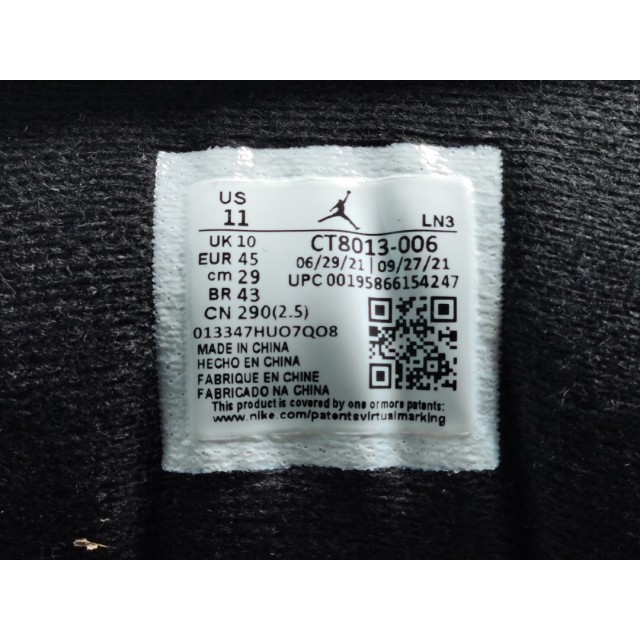 US
11
LN3
UK 10
CT8013-006
EUR 45
06/29/21 | 09/27/21
cm 29
UPC 00195866154247
BR 43
CN 290(2.5)
013347HUO7QO8
MADE IN CHINA
HECHO EN CHINA
FABRIQUE EN CHINE
FABRICADO NA CHINA
This product is covered by one or more patents:
www.nike.com/patentsvirtualmarking